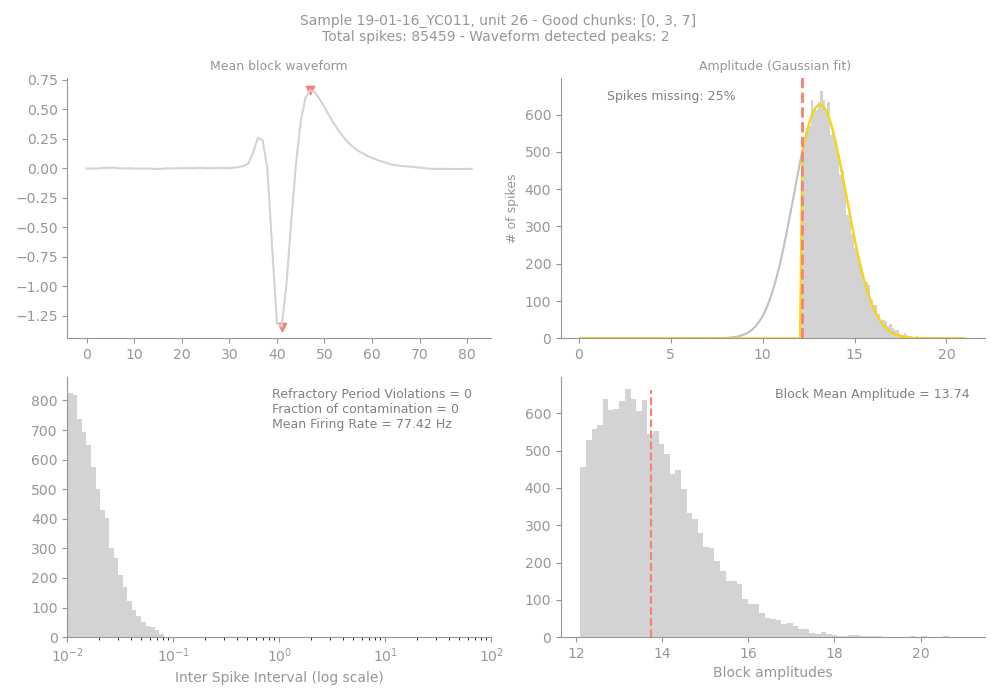 Sample 19-01-16_YC011, unit 26 - Good chunks: [0, 3, 7]
Total spikes: 85459 - Waveform detected peaks: 2
Mean block waveform
0.75
0.50
0.25
0.00
−0.25
−0.50
−0.75
−1.00
−1.25
0 10 20 30 40 50 60 70 80
Amplitude (Gaussian fit)
Spikes missing: 25%
# of spikes
600
500
400
300
200
100
0
0 5 10 15 20
Refractory Period Violations = 0
Fraction of contamination = 0
Mean Firing Rate = 77.42 Hz
800
700
600
500
400
300
200
100
0
10⁻² 10⁻¹ 10⁰ 10¹ 10²
Inter Spike Interval (log scale)
Block Mean Amplitude = 13.74
600
500
400
300
200
100
0
12 14 16 18 20
Block amplitudes